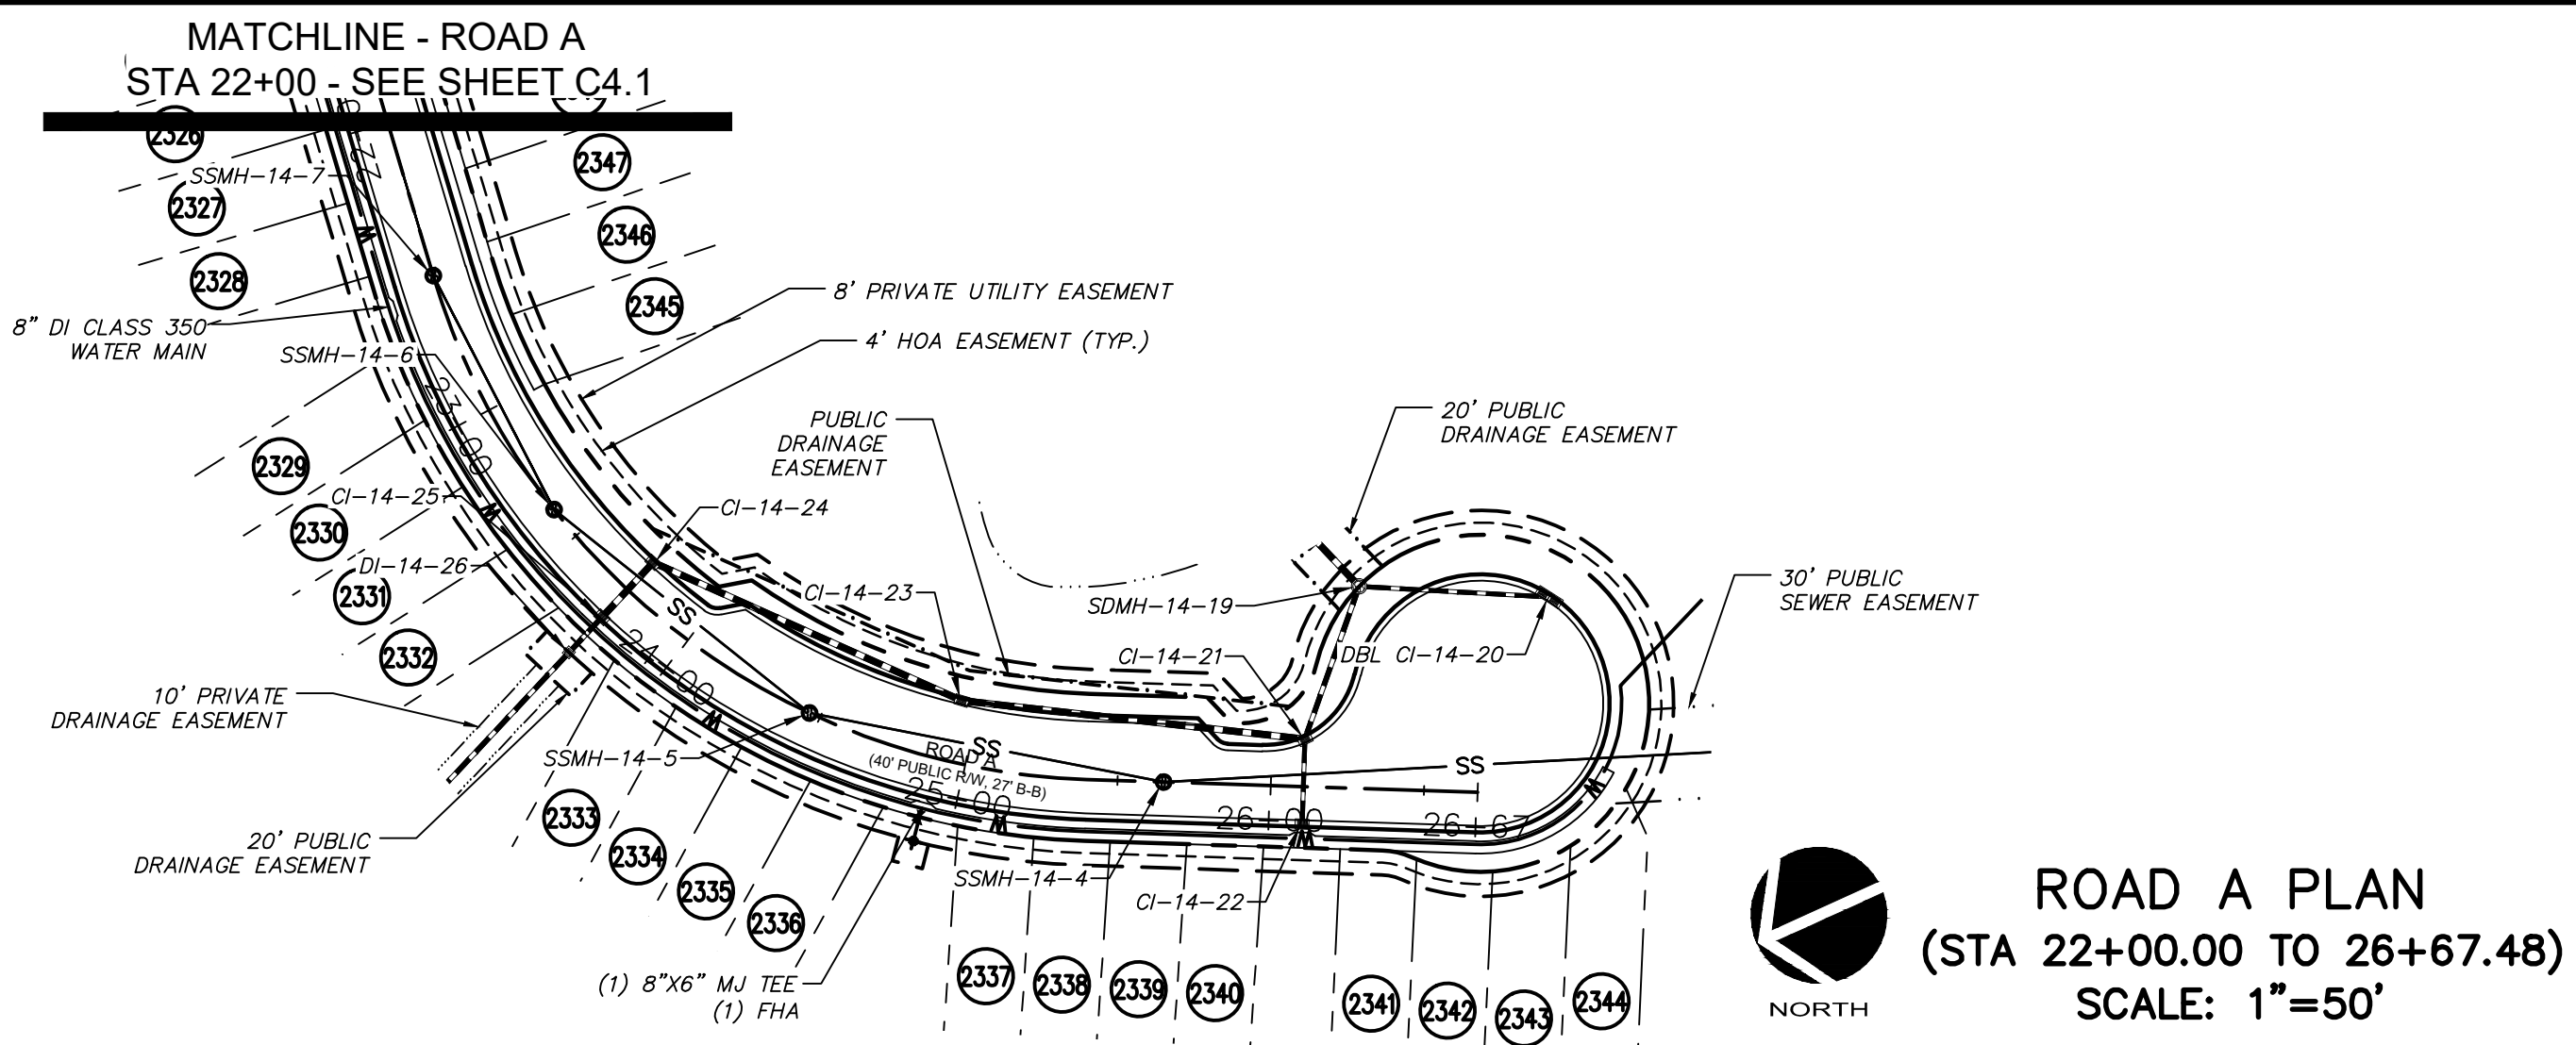 MATCHLINE - ROAD A
STA 22+00 - SEE SHEET C4.1
2326
2347
SSMH-14-7
2327
2346
2328
2345
8' PRIVATE UTILITY EASEMENT
8" DI CLASS 350
WATER MAIN
W
4' HOA EASEMENT (TYP.)
SSMH-14-6
23+00
PUBLIC
DRAINAGE
EASEMENT
20' PUBLIC
DRAINAGE EASEMENT
2329
CI-14-25
W
CI-14-24
2330
DI-14-26
2331
SS
CI-14-23
SDMH-14-19
30' PUBLIC
SEWER EASEMENT
2332
24+00
CI-14-21
DBL CI-14-20
10' PRIVATE
DRAINAGE EASEMENT
W
SSMH-14-5
SS
ROAD A
(40' PUBLIC R/W, 27' B-B)
SS
W
25+00
W
26+00
W
26+67
2333
20' PUBLIC
DRAINAGE EASEMENT
2334
2335
2336
SSMH-14-4
CI-14-22
(1) 8"X6" MJ TEE
(1) FHA
2337
2338
2339
2340
2341
2342
2343
2344
NORTH
ROAD A PLAN
(STA 22+00.00 TO 26+67.48)
SCALE: 1"=50'